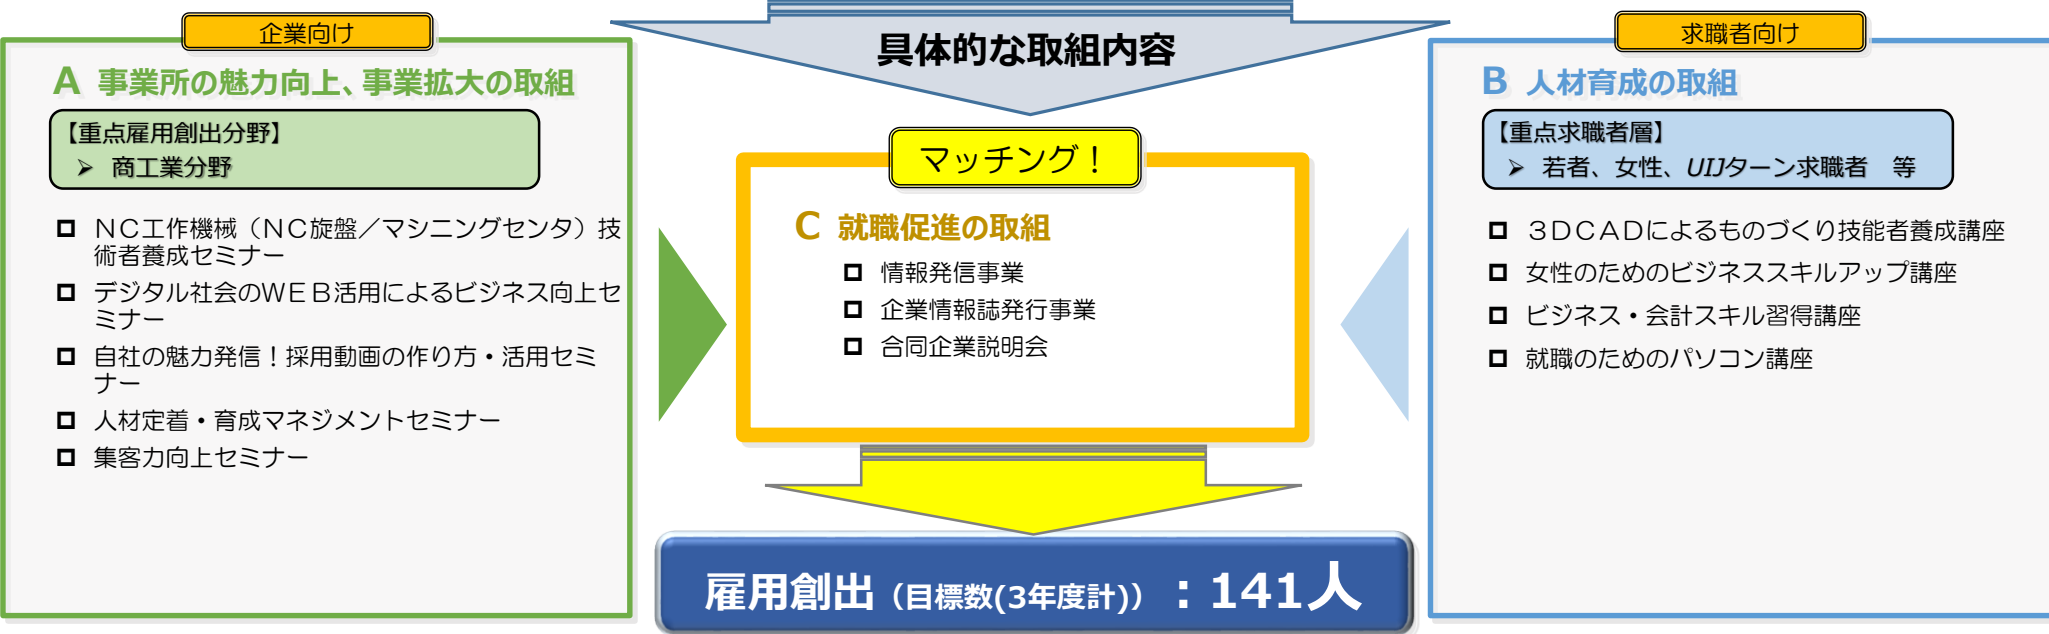 具体的な取組内容
企業向け
A 事業所の魅力向上、事業拡大の取組
【重点雇用創出分野】
➢ 商工業分野
◘ ＮＣ工作機械（ＮＣ旋盤／マシニングセンタ）技
術者養成セミナー
◘ デジタル社会のＷＥＢ活用によるビジネス向上セ
ミナー
◘ 自社の魅力発信！採用動画の作り方・活用セミ
ナー
◘ 人材定着・育成マネジメントセミナー
◘ 集客力向上セミナー
マッチング！
C 就職促進の取組
◘ 情報発信事業
◘ 企業情報誌発行事業
◘ 合同企業説明会
求職者向け
B 人材育成の取組
【重点求職者層】
➢ 若者、女性、UIJターン求職者　等
◘ ３ＤＣＡＤによるものづくり技能者養成講座
◘ 女性のためのビジネススキルアップ講座
◘ ビジネス・会計スキル習得講座
◘ 就職のためのパソコン講座
雇用創出（目標数(3年度計)）：141人